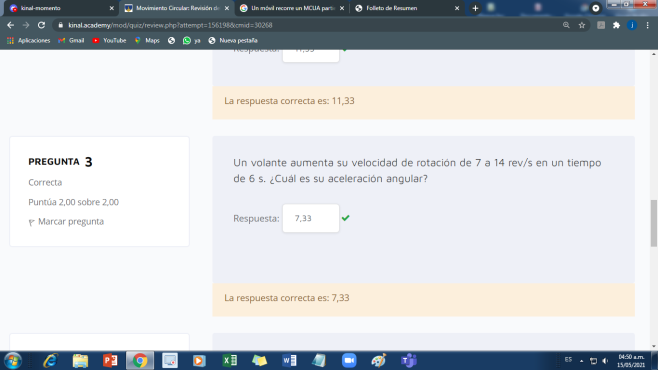 kinal-momento
Movimiento Circular: Revisión de
Un móvil recorre un MCUA parti
Folleto de Resumen
kinal.academy/mod/quiz/review.php?attempt=156198&cmid=30268
Aplicaciones
Gmail
YouTube
Maps
ya
Nueva pestaña
Respuesta: 11,33
La respuesta correcta es: 11,33
PREGUNTA 3
Correcta
Puntúa 2,00 sobre 2,00
Marcar pregunta
Un volante aumenta su velocidad de rotación de 7 a 14 rev/s en un tiempo
de 6 s. ¿Cuál es su aceleración angular?
Respuesta: 7,33
La respuesta correcta es: 7,33
ES
04:50 a.m.
15/05/2021